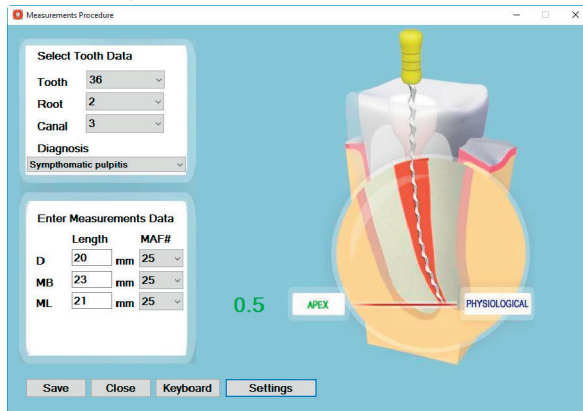 Measurements Procedure
Select Tooth Data
Tooth 36
Root 2
Canal 3
Diagnosis
Sympthomatic pulpitis
Enter Measurements Data
Length MAF#
D 20 mm 25
MB 23 mm 25
ML 21 mm 25
0.5 APEX PHYSIOLOGICAL
Save Close Keyboard Settings